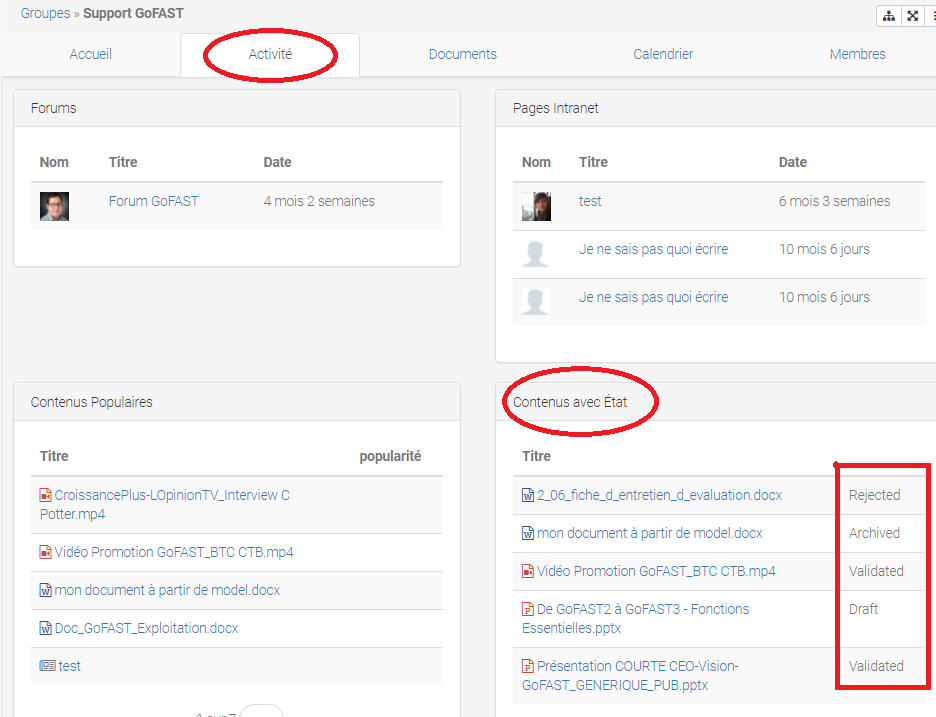 Groupes » Support GoFAST
Accueil
Activité
Documents
Calendrier
Membres
Forums
Nom Titre Date
Forum GoFAST 4 mois 2 semaines
Pages Intranet
Nom Titre Date
test 6 mois 3 semaines
Je ne sais pas quoi écrire 10 mois 6 jours
Je ne sais pas quoi écrire 10 mois 6 jours
Contenus Populaires
Titre popularité
CroissancePlus-LOpinionTV_Interview C
Potter.mp4
Vidéo Promotion GoFAST_BTC CTB.mp4
mon document à partir de model.docx
Doc_GoFAST_Exploitation.docx
test
1 sur 7
Contenus avec État
Titre
2_06_fiche_d_entretien_d_evaluation.docx Rejected
mon document à partir de model.docx Archived
Vidéo Promotion GoFAST_BTC CTB.mp4 Validated
De GoFAST2 à GoFAST3 - Fonctions Draft
Essentielles.pptx
Présentation COURTE CEO-Vision- Validated
GoFAST_GENERIQUE_PUB.pptx